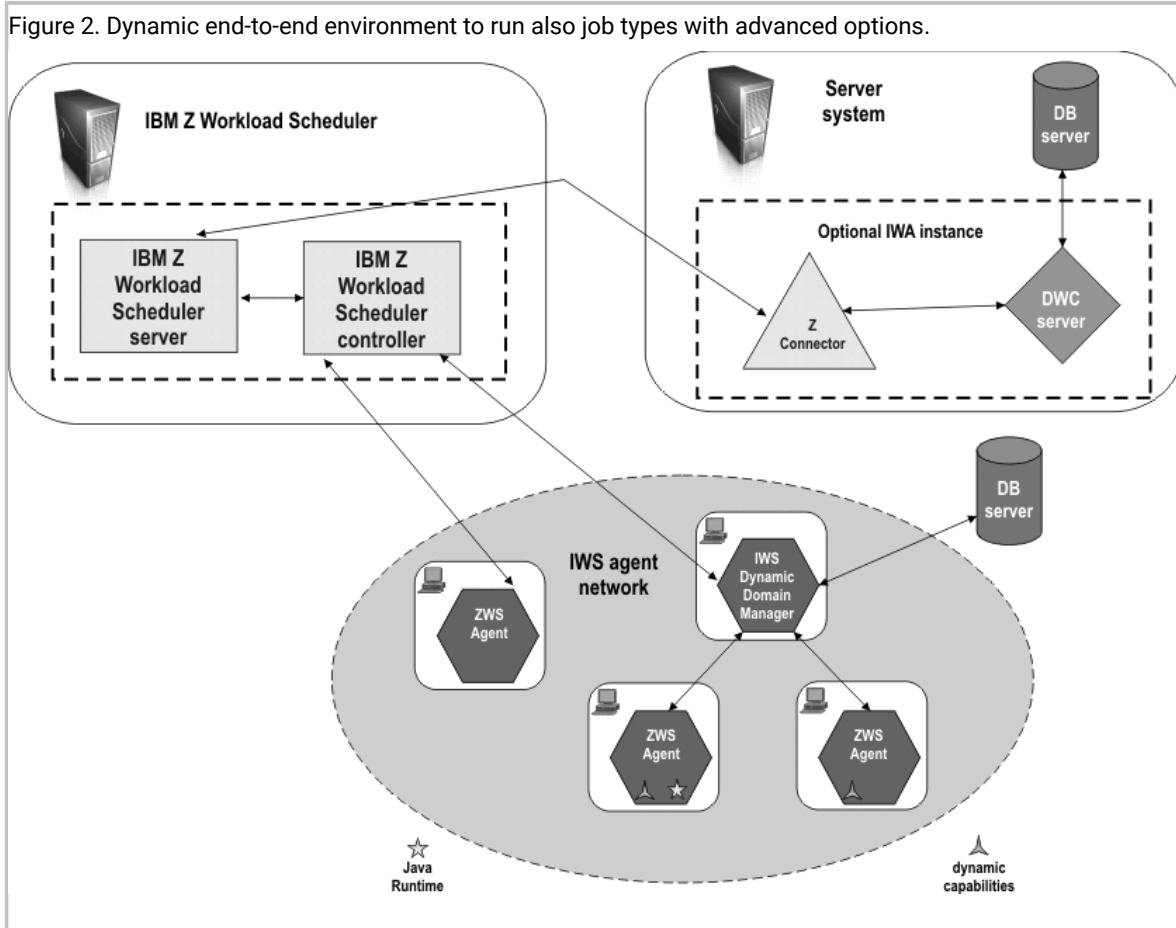 Figure 2. Dynamic end-to-end environment to run also job types with advanced options.
IBM Z Workload Scheduler
IBM Z
Workload
Scheduler
server
IBM Z
Workload
Scheduler
controller
Server
system
DB
server
Optional IWA instance
Z
Connector
DWC
server
DB
server
IWS agent
network
IWS
Dynamic
Domain
Manager
ZWS
Agent
ZWS
Agent
ZWS
Agent
Java
Runtime
dynamic
capabilities